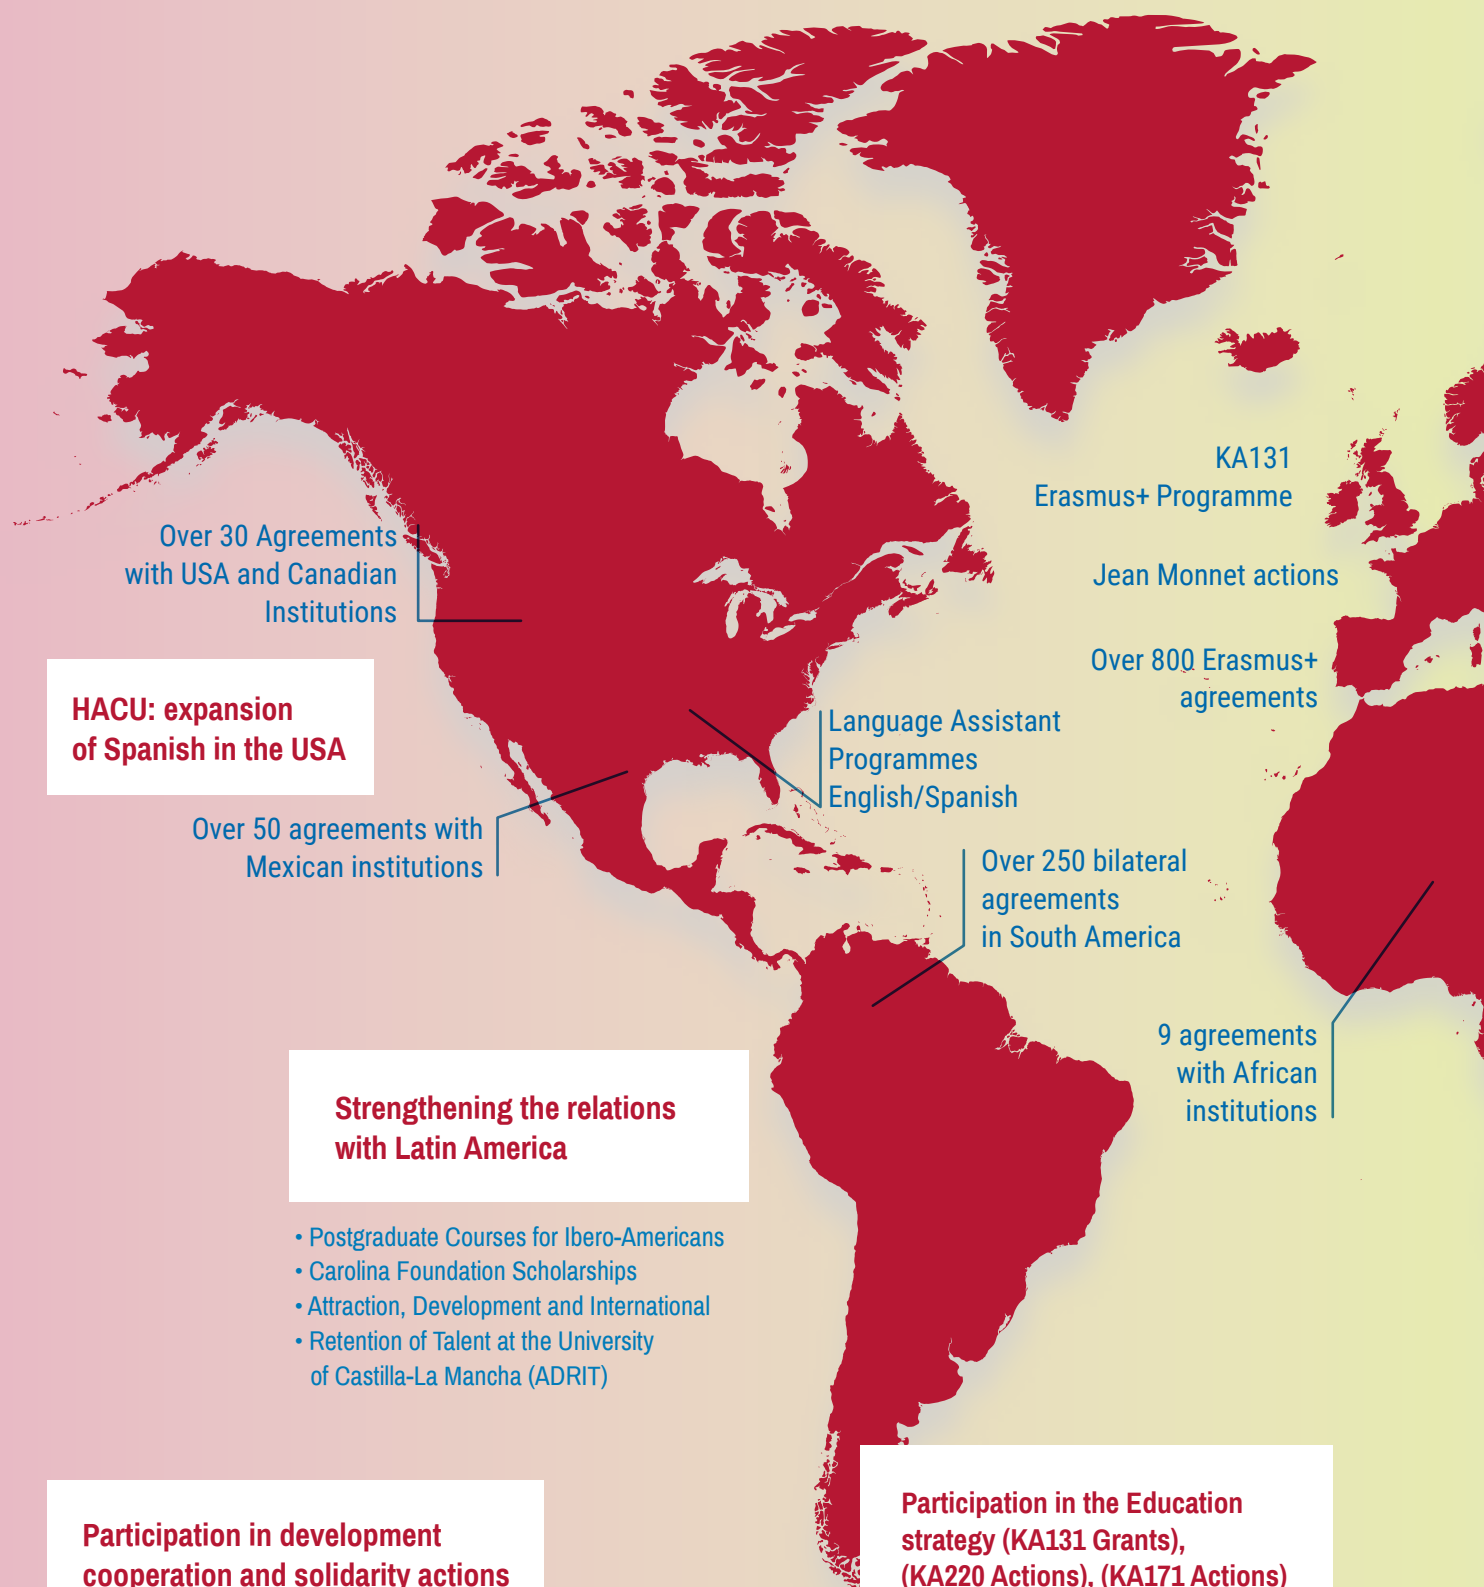 KA131
Erasmus+ Programme
Over 30 Agreements
with USA and Canadian
Institutions
Jean Monnet actions
Over 800 Erasmus+
agreements
HACU: expansion
of Spanish in the USA
Language Assistant
Programmes
English/Spanish
Over 50 agreements with
Mexican institutions
Over 250 bilateral
agreements
in South America
9 agreements
with African
institutions
Strengthening the relations
with Latin America
• Postgraduate Courses for Ibero-Americans
• Carolina Foundation Scholarships
• Attraction, Development and International
• Retention of Talent at the University
of Castilla-La Mancha (ADRIT)
Participation in development
cooperation and solidarity actions
Participation in the Education
strategy (KA131 Grants),
(KA220 Actions), (KA171 Actions)